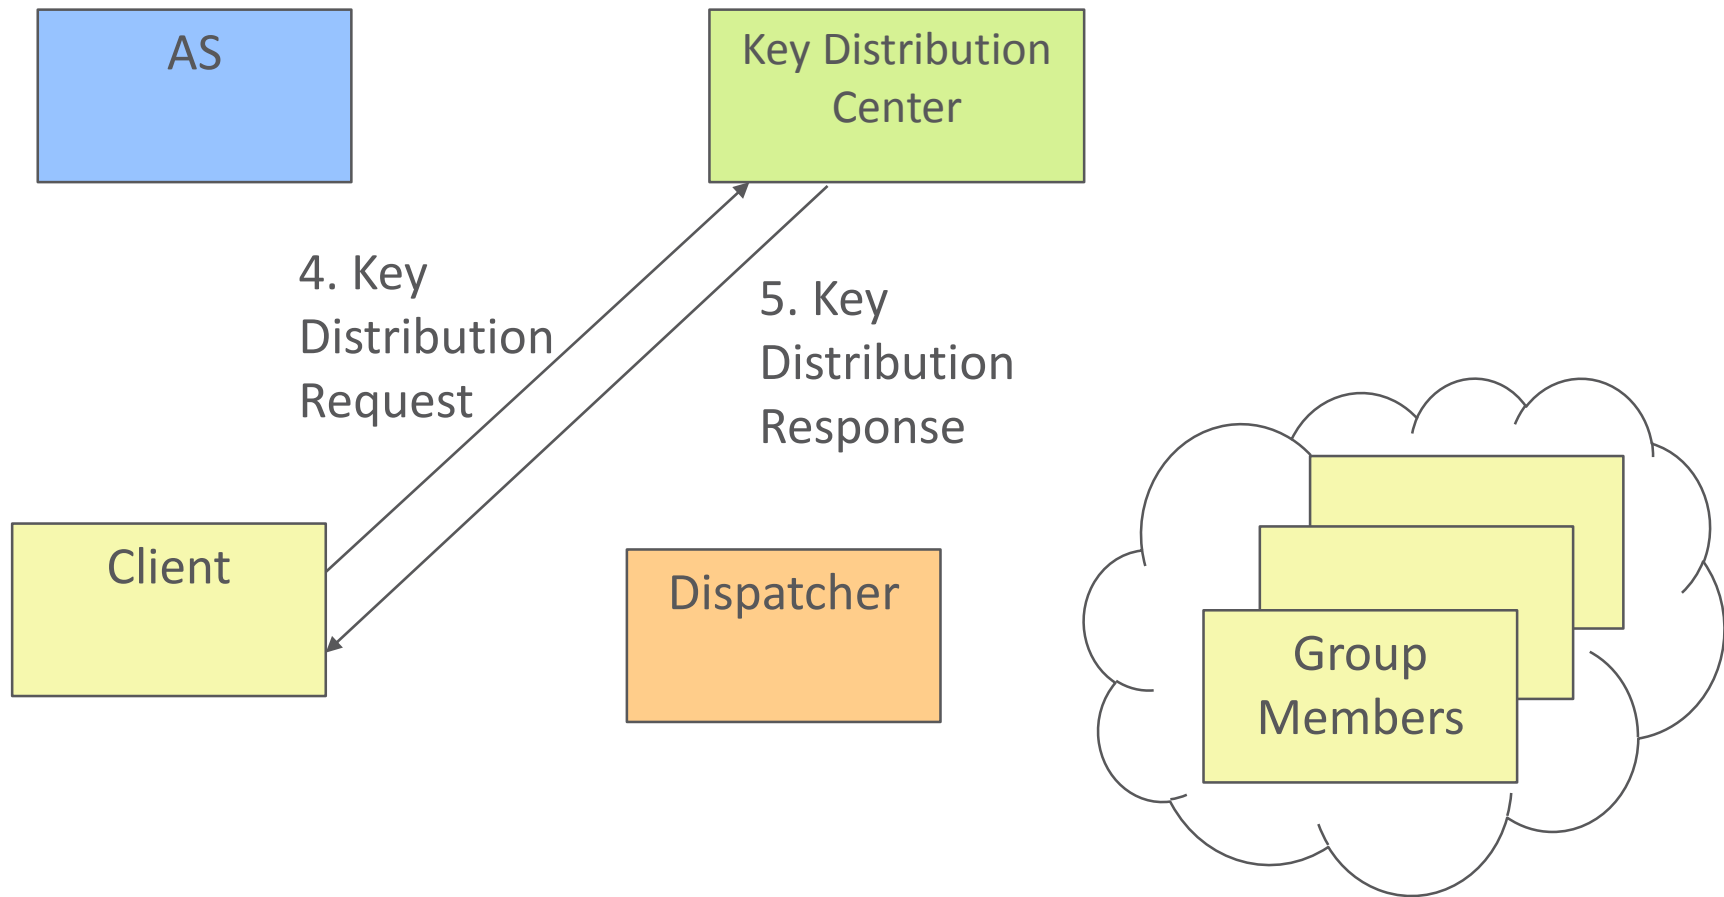 AS
Key Distribution
Center
4. Key
Distribution
Request
5. Key
Distribution
Response
Client
Dispatcher
Group
Members